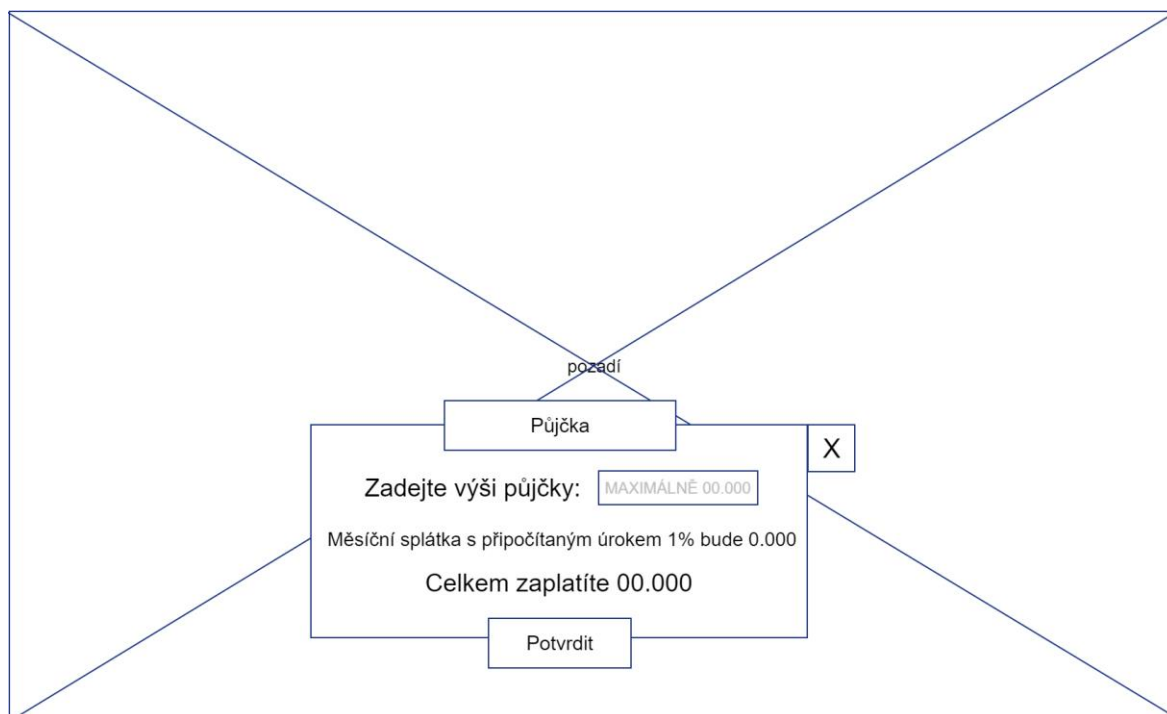 pozadí
Půjčka
X
Zadejte výši půjčky: MAXIMÁLNĚ 00.000
Měsíční splátka s připočítaným úrokem 1% bude 0.000
Celkem zaplatíte 00.000
Potvrdit